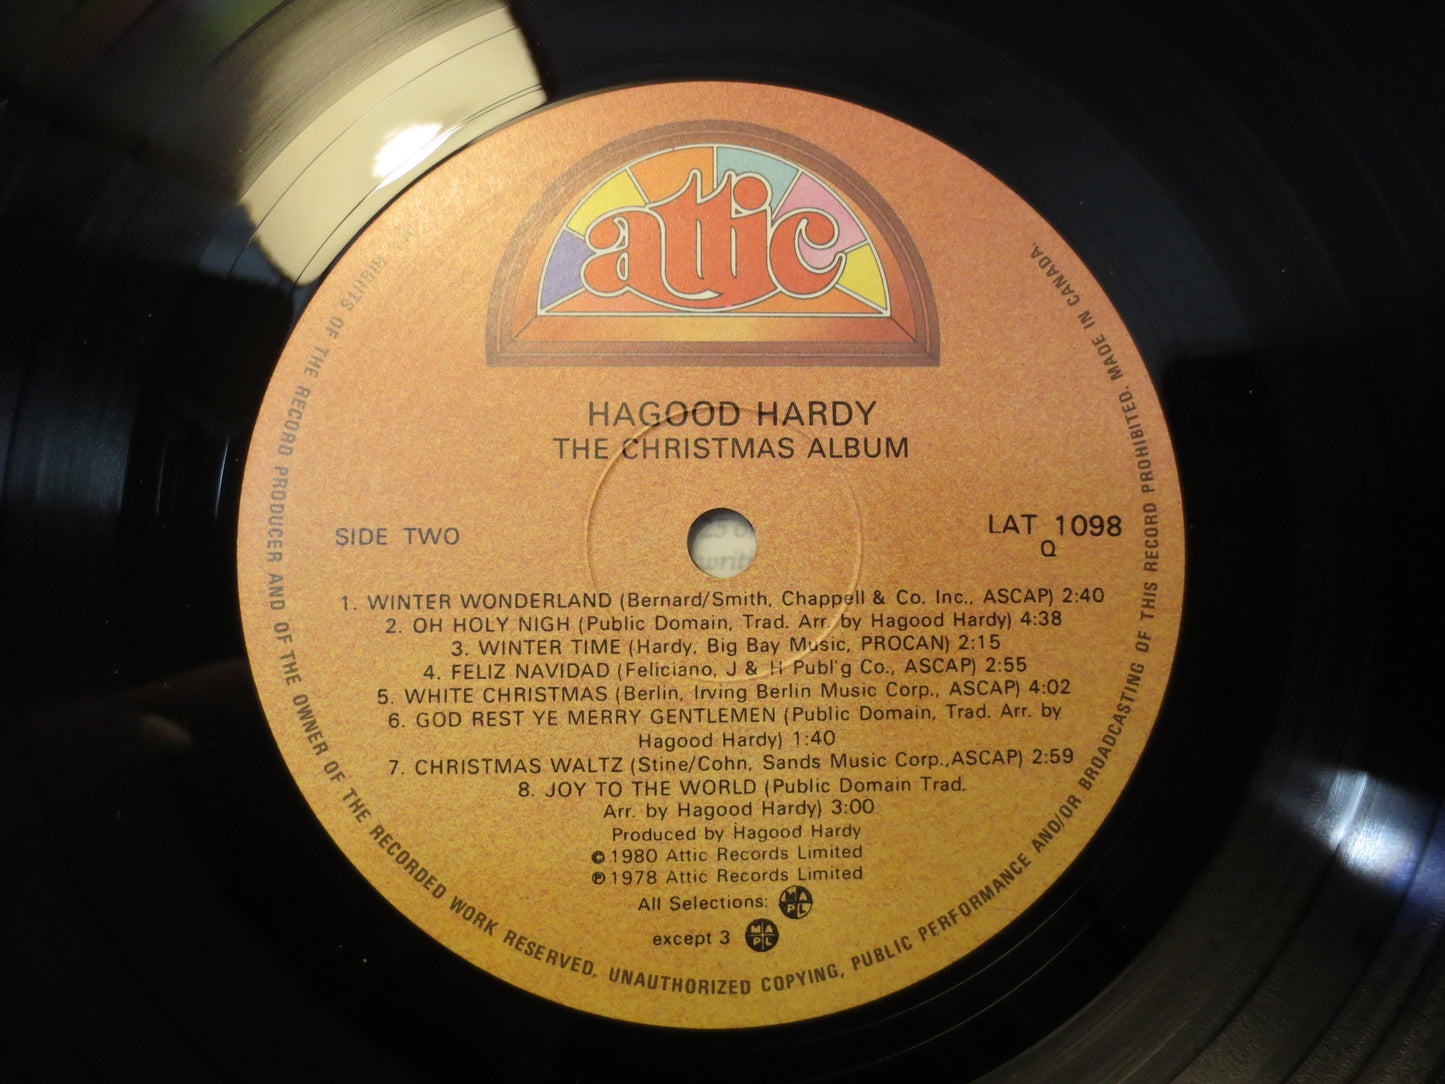 attic
HAGOOD HARDY
THE CHRISTMAS ALBUM
SIDE TWO
LAT 1098
Q
1. WINTER WONDERLAND (Bernard/Smith, Chappell & Co. Inc., ASCAP) 2:40
2. OH HOLY NIGH (Public Domain, Trad. Arr. by Hagood Hardy) 4:38
3. WINTER TIME (Hardy, Big Bay Music, PROCAN) 2:15
4. FELIZ NAVIDAD (Feliciano, J & H Publ'g Co., ASCAP) 2:55
5. WHITE CHRISTMAS (Berlin, Irving Berlin Music Corp., ASCAP) 4:02
6. GOD REST YE MERRY GENTLEMEN (Public Domain, Trad. Arr. by
Hagood Hardy) 1:40
7. CHRISTMAS WALTZ (Stine/Cohn, Sands Music Corp.,ASCAP) 2:59
8. JOY TO THE WORLD (Public Domain Trad.
Arr. by Hagood Hardy) 3:00
Produced by Hagood Hardy
© 1980 Attic Records Limited
℗ 1978 Attic Records Limited
All Selections: MAPL
except 3 MAPL
ALL RIGHTS OF THE RECORD PRODUCER AND OF THE OWNER OF THE RECORDED WORK RESERVED. UNAUTHORIZED COPYING, PUBLIC PERFORMANCE AND/OR BROADCASTING OF THIS RECORD PROHIBITED. MADE IN CANADA.